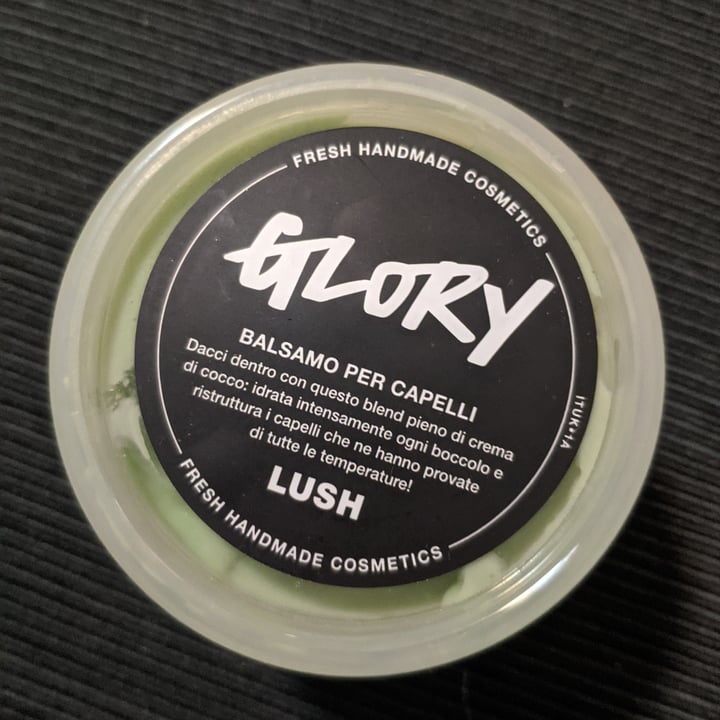 FRESH HANDMADE COSMETICS
GLORY
BALSAMO PER CAPELLI
Dacci dentro con questo blend pieno di crema
di cocco: idrata intensamente ogni boccolo e
ristruttura i capelli che ne hanno provate
di tutte le temperature!
LUSH
ITUK*1A
FRESH HANDMADE COSMETICS